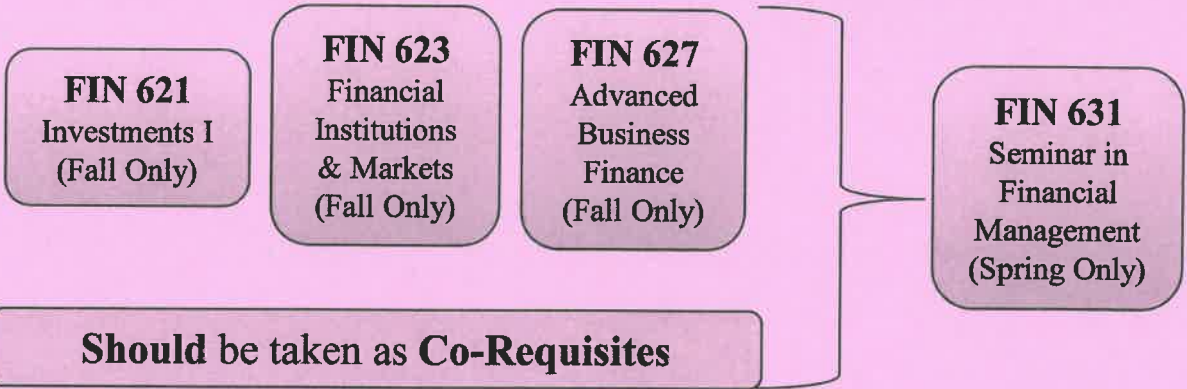 FIN 621
Investments I
(Fall Only)
FIN 623
Financial
Institutions
& Markets
(Fall Only)
FIN 627
Advanced
Business
Finance
(Fall Only)
FIN 631
Seminar in
Financial
Management
(Spring Only)
Should be taken as Co-Requisites